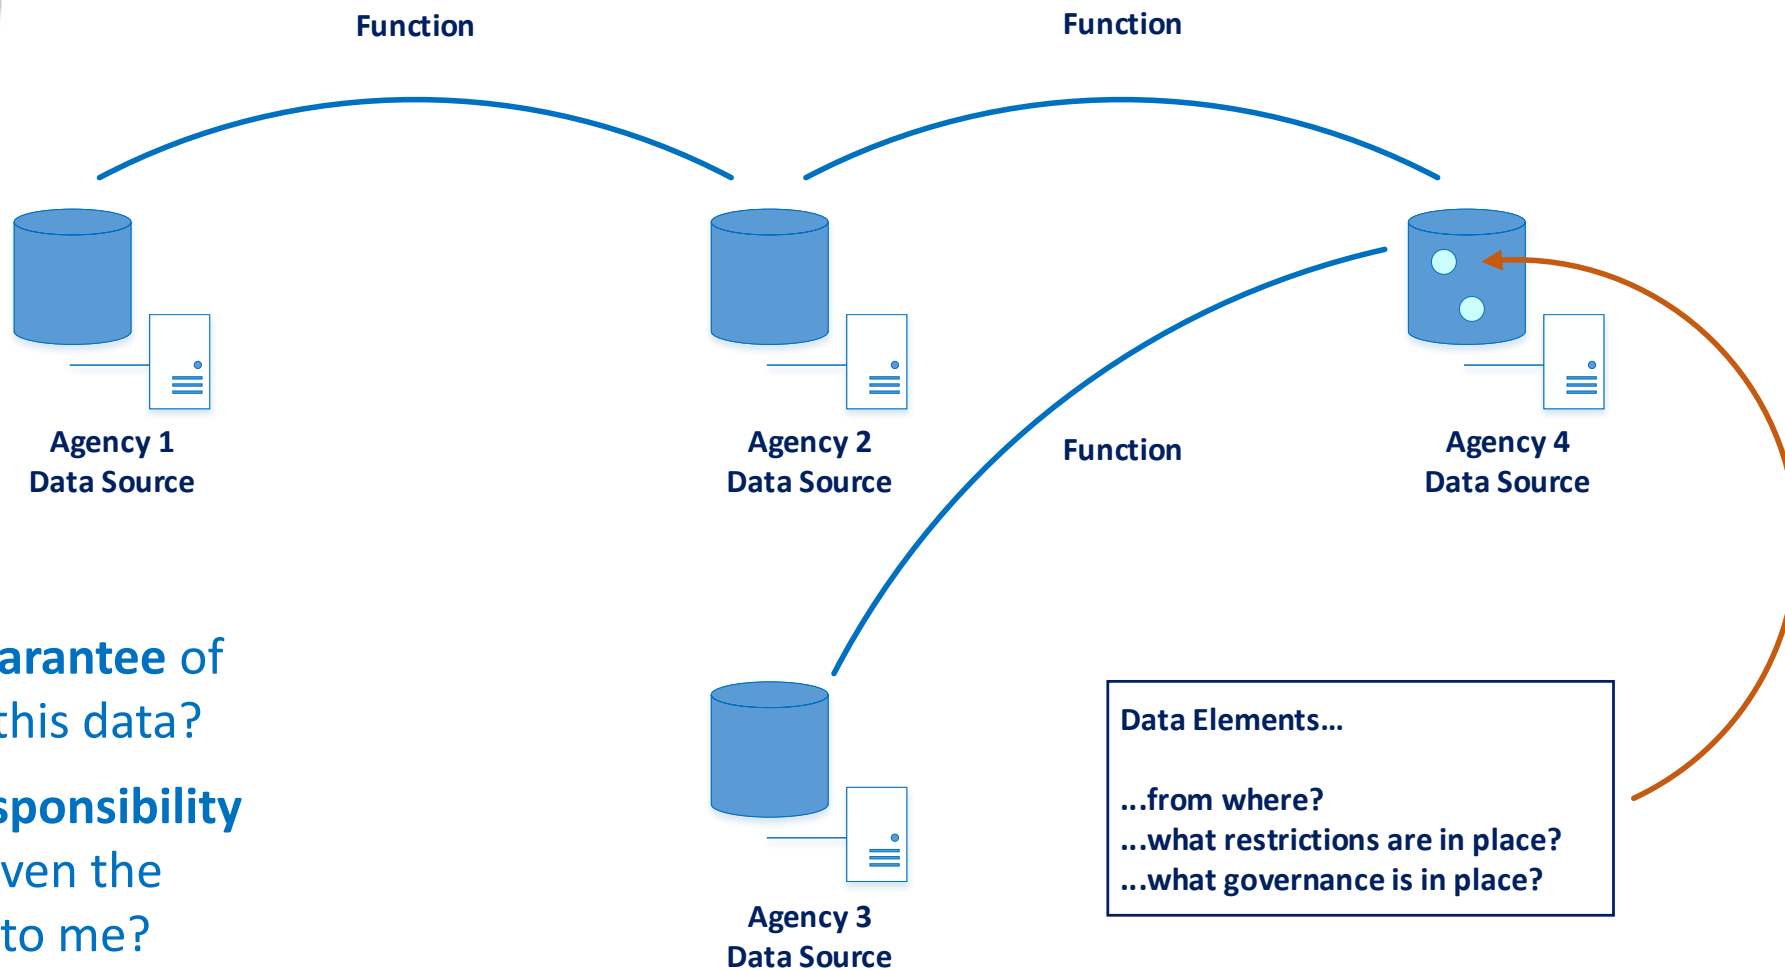 Function
Function
Agency 1
Data Source
Agency 2
Data Source
Function
Agency 4
Data Source
arantee of
this data?
sponsibility
ven the
to me?
Agency 3
Data Source
Data Elements...
...from where?
...what restrictions are in place?
...what governance is in place?